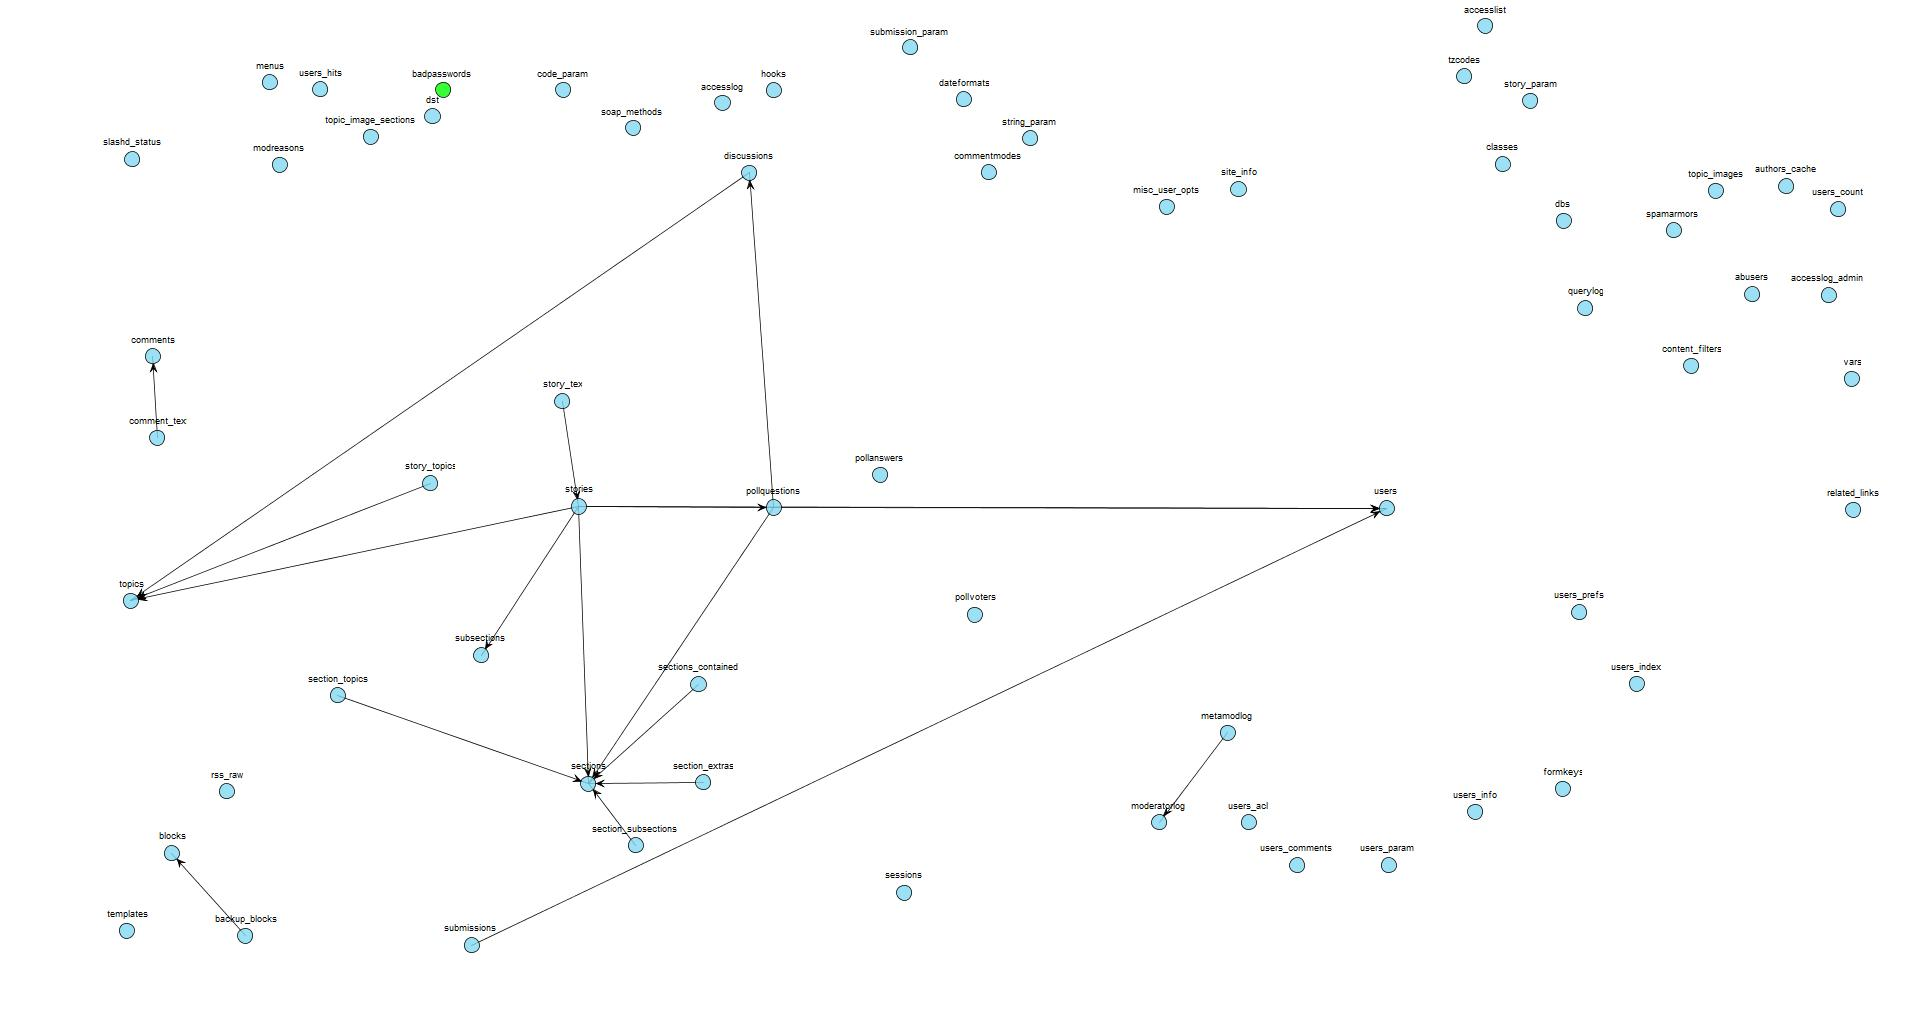 accesslist
submission_param
tzcodes
menus
users_hits
badpasswords
code_param
hooks
accesslog
dateformats
story_param
dst
topic_image_sections
soap_methods
string_param
slashd_status
modreasons
discussions
commentmodes
classes
site_info
misc_user_opts
topic_images
authors_cache
users_count
dbs
spamarmors
abusers
accesslog_admin
querylog
comments
content_filters
vars
story_tex
comment_tex
story_topics
pollanswers
stories
pollquestions
users
related_links
topics
pollvoters
users_prefs
subsections
sections_contained
users_index
section_topics
metamodlog
sections
section_extras
rss_raw
formkeys
users_info
moderatorlog
users_acl
blocks
section_subsections
users_comments
users_param
sessions
templates
backup_blocks
submissions